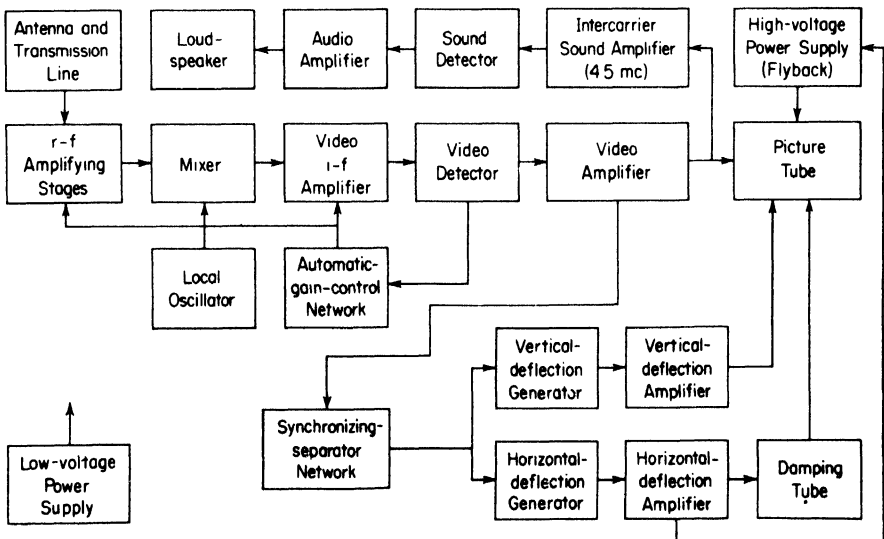 Antenna and
Transmission
Line
Loud-
speaker
Audio
Amplifier
Sound
Detector
Intercarrier
Sound Amplifier
(4 5 mc)
High-voltage
Power Supply
(Flyback)
r-f
Amplifying
Stages
Mixer
Video
i-f
Amplifier
Video
Detector
Video
Amplifier
Picture
Tube
Local
Oscillator
Automatic-
gain-control
Network
Vertical-
deflection
Generator
Vertical-
deflection
Amplifier
Synchronizing-
separator
Network
Low-voltage
Power
Supply
Horizontal-
deflection
Generator
Horizontal-
deflection
Amplifier
Damping
Tube